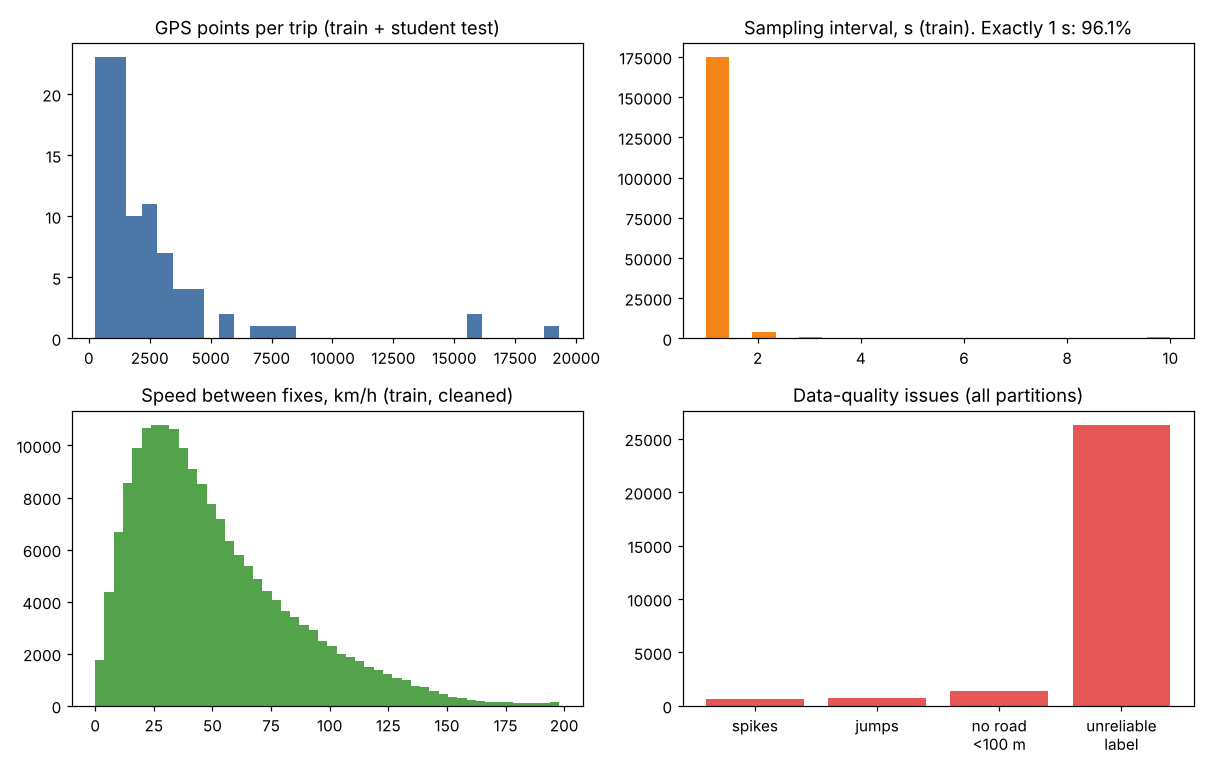 GPS points per trip (train + student test)
20
15
10
5
0
0 2500 5000 7500 10000 12500 15000 17500 20000
Sampling interval, s (train). Exactly 1 s: 96.1%
175000
150000
125000
100000
75000
50000
25000
0
2 4 6 8 10
Speed between fixes, km/h (train, cleaned)
10000
8000
6000
4000
2000
0
0 25 50 75 100 125 150 175 200
Data-quality issues (all partitions)
25000
20000
15000
10000
5000
0
spikes jumps no road unreliable
<100 m label